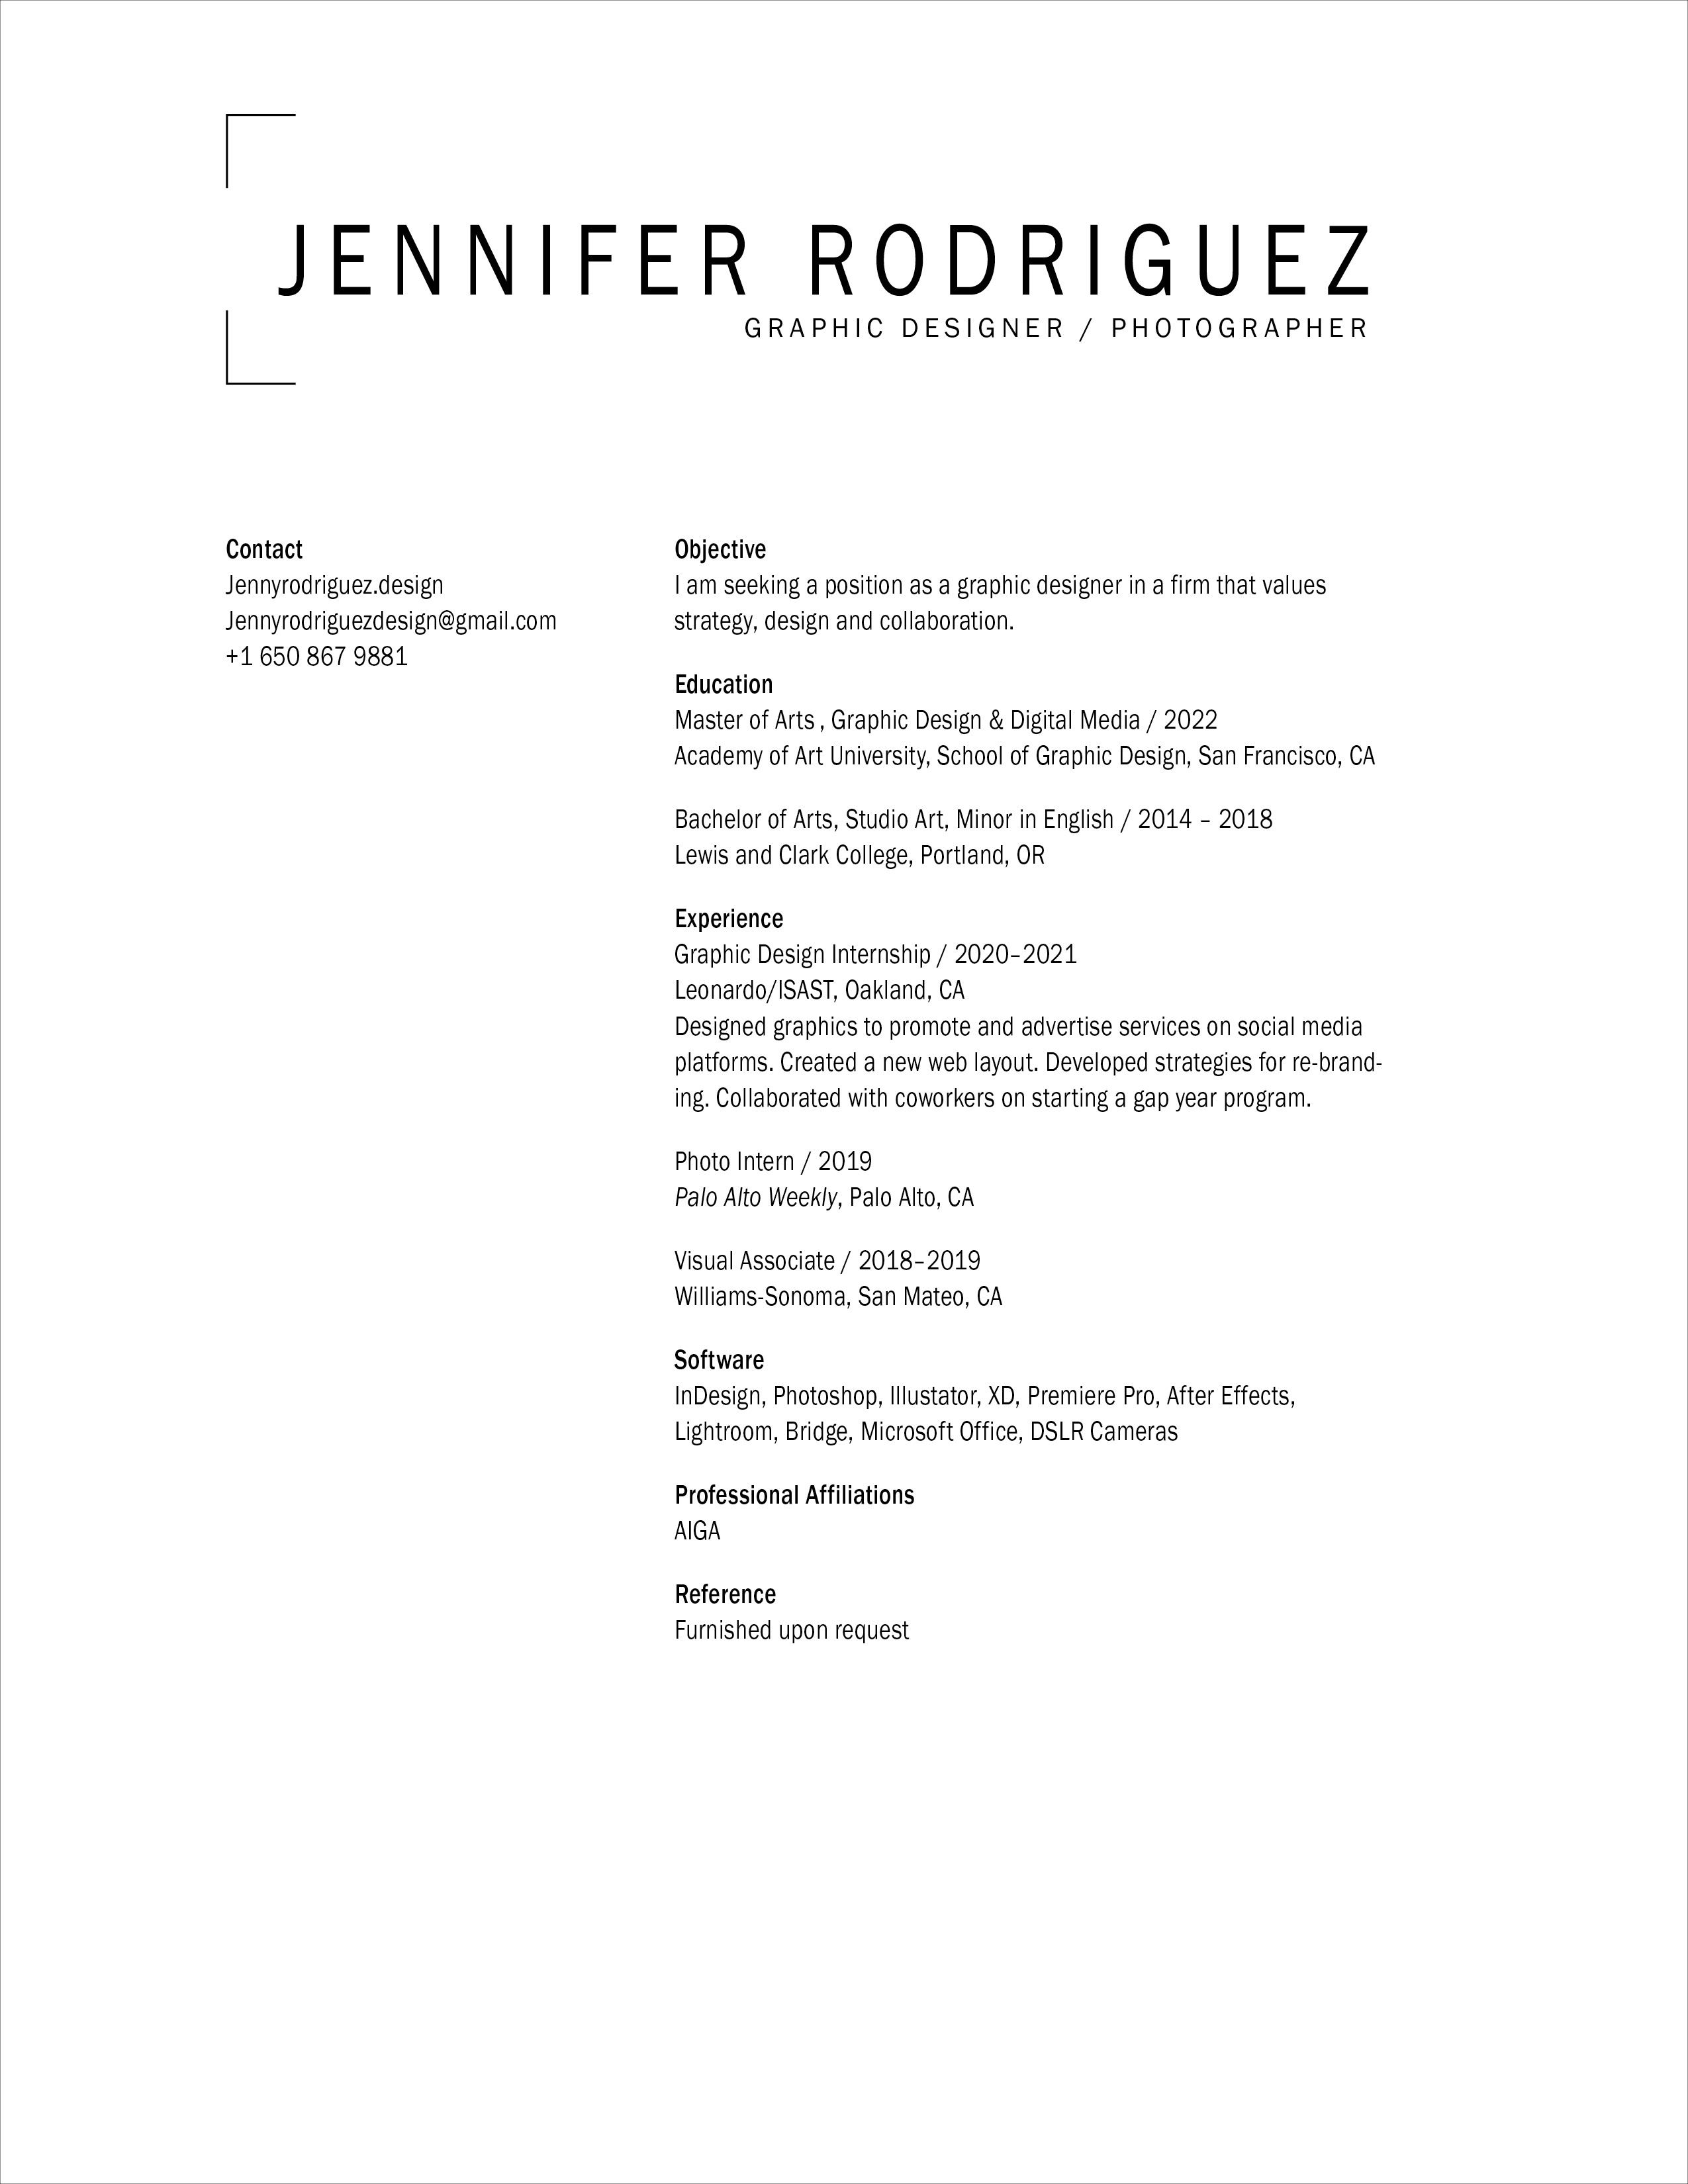 JENNIFER RODRIGUEZ
GRAPHIC DESIGNER / PHOTOGRAPHER
Contact
Jennyrodriguez.design
Jennyrodriguezdesign@gmail.com
+1 650 867 9881
Objective
I am seeking a position as a graphic designer in a firm that values
strategy, design and collaboration.
Education
Master of Arts , Graphic Design & Digital Media / 2022
Academy of Art University, School of Graphic Design, San Francisco, CA
Bachelor of Arts, Studio Art, Minor in English / 2014 – 2018
Lewis and Clark College, Portland, OR
Experience
Graphic Design Internship / 2020–2021
Leonardo/ISAST, Oakland, CA
Designed graphics to promote and advertise services on social media
platforms. Created a new web layout. Developed strategies for re-brand-
ing. Collaborated with coworkers on starting a gap year program.
Photo Intern / 2019
Palo Alto Weekly, Palo Alto, CA
Visual Associate / 2018–2019
Williams-Sonoma, San Mateo, CA
Software
InDesign, Photoshop, Illustator, XD, Premiere Pro, After Effects,
Lightroom, Bridge, Microsoft Office, DSLR Cameras
Professional Affiliations
AIGA
Reference
Furnished upon request